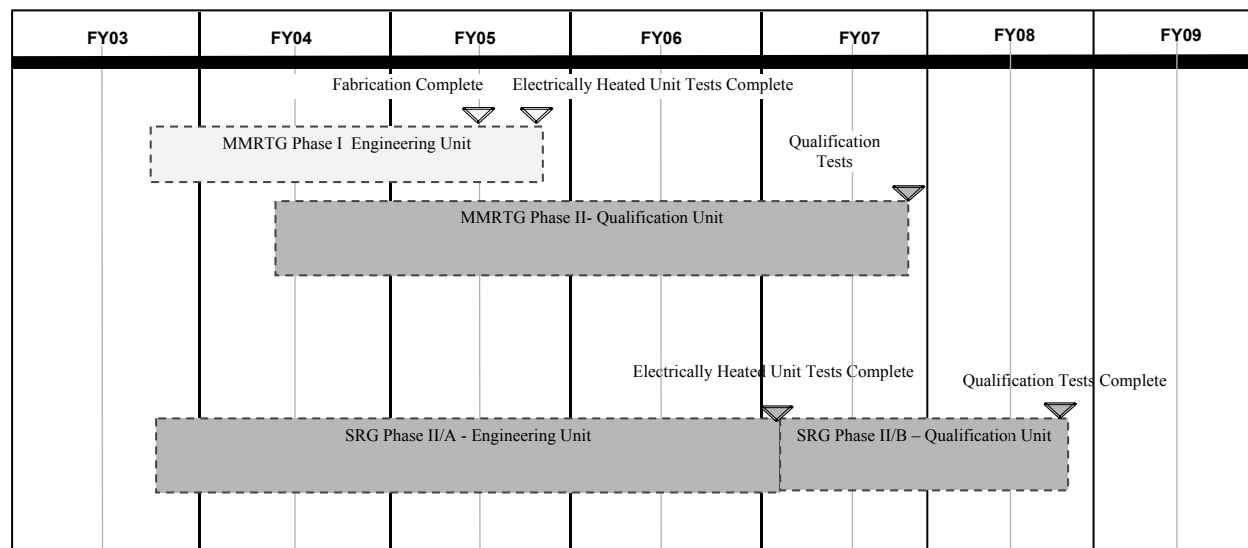 FY03 FY04 FY05 FY06 FY07 FY08 FY09
Fabrication Complete Electrically Heated Unit Tests Complete
MMRTG Phase I Engineering Unit
Qualification
Tests
MMRTG Phase II- Qualification Unit
Electrically Heated Unit Tests Complete
Qualification Tests Complete
SRG Phase II/A - Engineering Unit
SRG Phase II/B – Qualification Unit